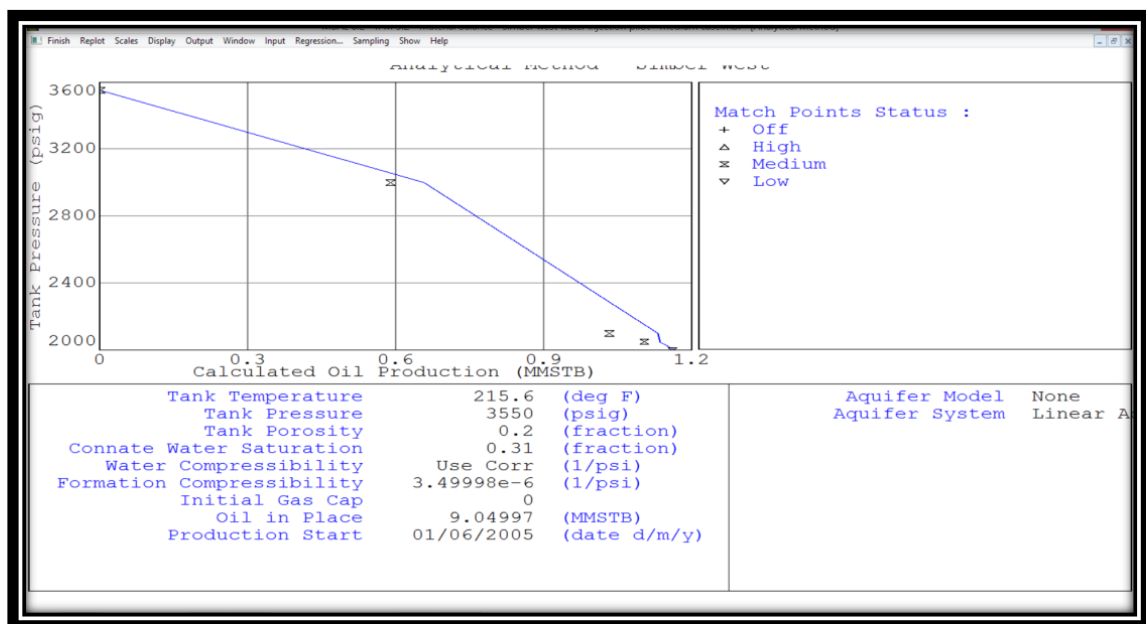 Finish Replot Scales Display Output Window Input Regression... Sampling Show Help
Analytical Method Simber West
Tank Pressure (psig)
3600
3200
2800
2400
2000
0 0.3 0.6 0.9 1.2
Calculated Oil Production (MMSTB)
Match Points Status :
Off
High
Medium
Low
Tank Temperature 215.6 (deg F)
Tank Pressure 3550 (psig)
Tank Porosity 0.2 (fraction)
Connate Water Saturation 0.31 (fraction)
Water Compressibility Use Corr (1/psi)
Formation Compressibility 3.49998e-6 (1/psi)
Initial Gas Cap 0
Oil in Place 9.04997 (MMSTB)
Production Start 01/06/2005 (date d/m/y)
Aquifer Model None
Aquifer System Linear A